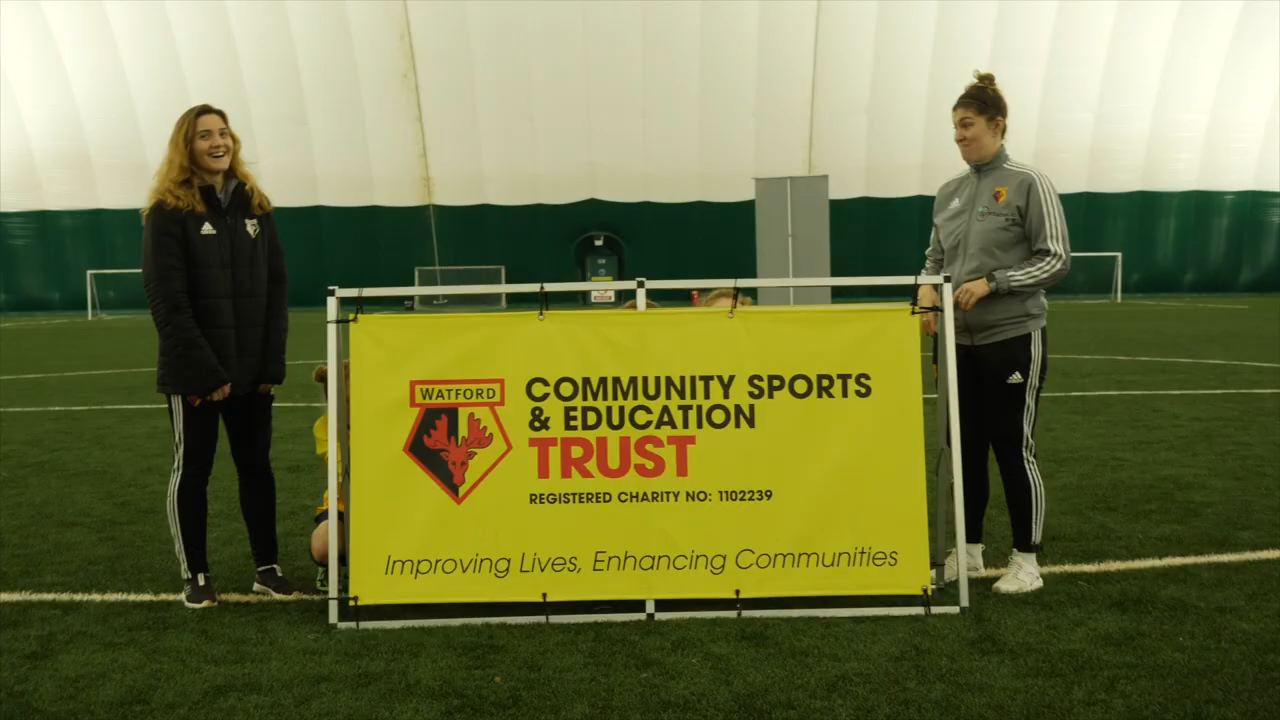 WATFORD
COMMUNITY SPORTS
& EDUCATION
TRUST
REGISTERED CHARITY NO: 1102239
Improving Lives, Enhancing Communities